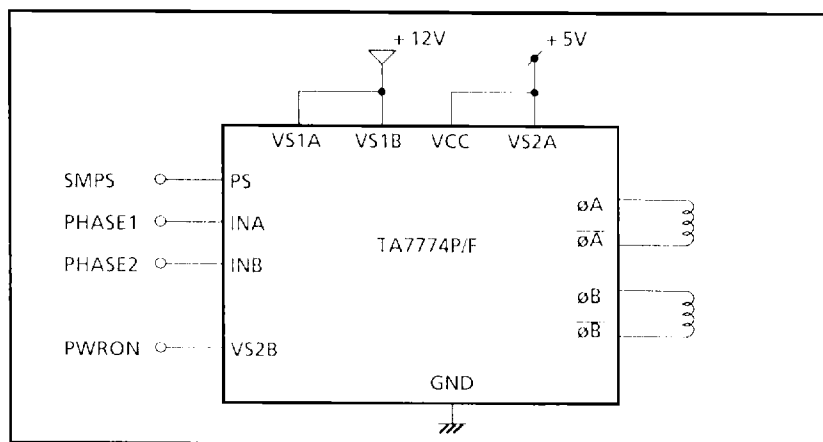 + 12V
+ 5V
VS1A
VS1B
VCC
VS2A
SMPS
PS
PHASE1
INA
PHASE2
INB
PWRON
VS2B
TA7774P/F
øA
øA̅
øB
øB̅
GND